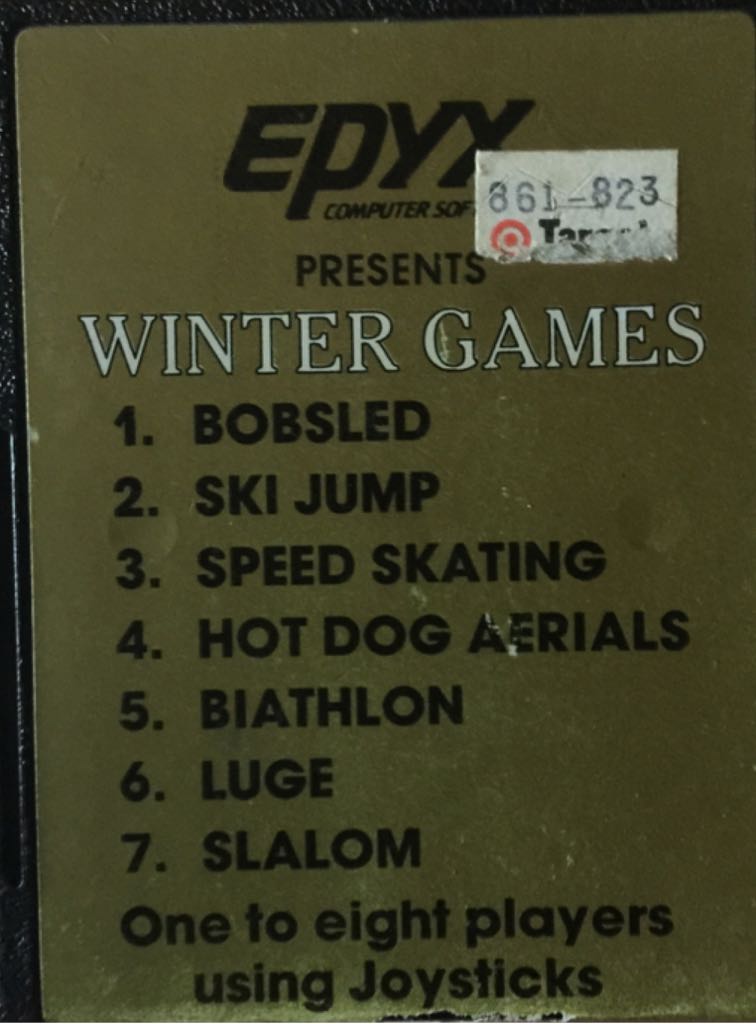 EPYX
COMPUTER SOF
861-823
Target
PRESENTS
WINTER GAMES
1. BOBSLED
2. SKI JUMP
3. SPEED SKATING
4. HOT DOG AERIALS
5. BIATHLON
6. LUGE
7. SLALOM
One to eight players
using Joysticks